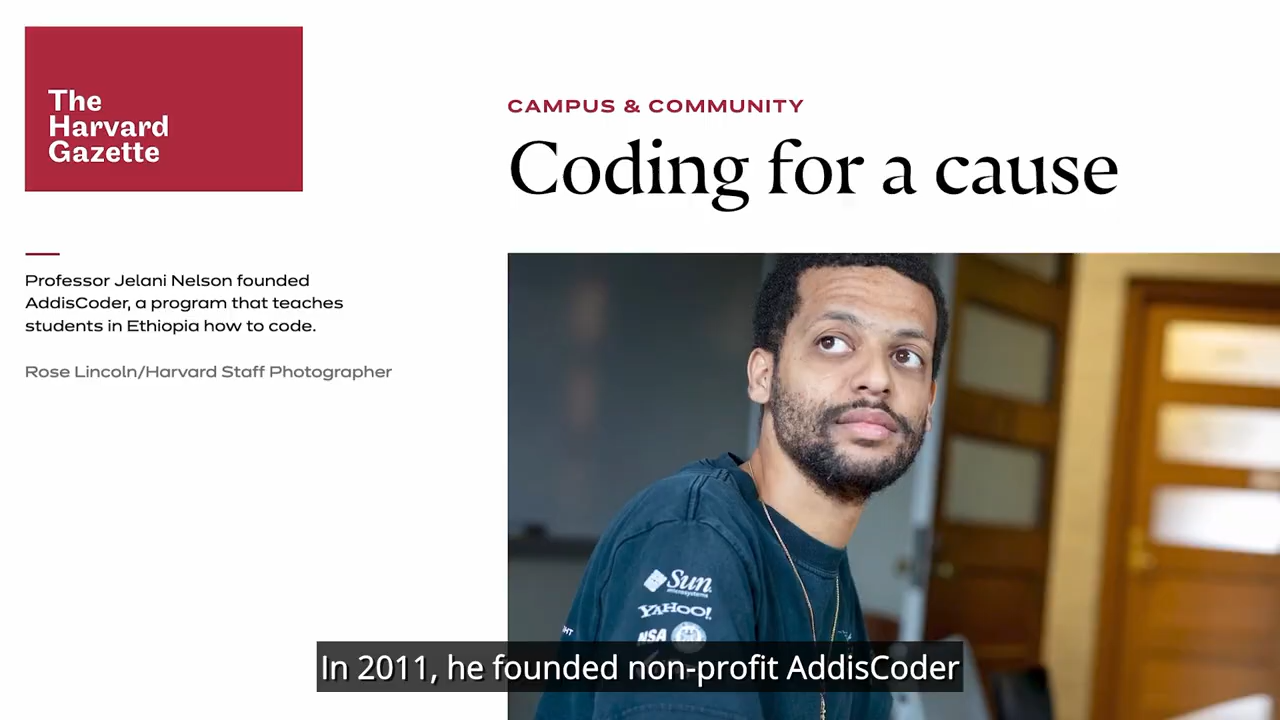 The
Harvard
Gazette
CAMPUS & COMMUNITY
Coding for a cause
Professor Jelani Nelson founded
AddisCoder, a program that teaches
students in Ethiopia how to code.
Rose Lincoln/Harvard Staff Photographer
Sun
microsystems
YAHOO!
NSA
In 2011, he founded non-profit AddisCoder